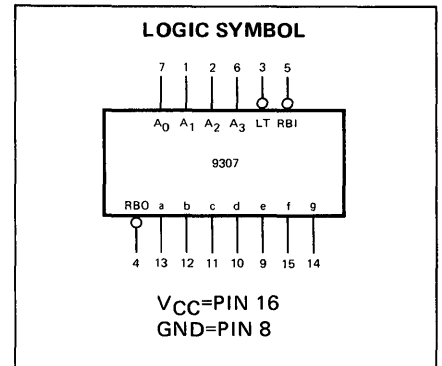 LOGIC SYMBOL
7 1 2 6 3 5
A0 A1 A2 A3 LT RBI
9307
RBO a b c d e f g
4 13 12 11 10 9 15 14
VCC=PIN 16
GND=PIN 8